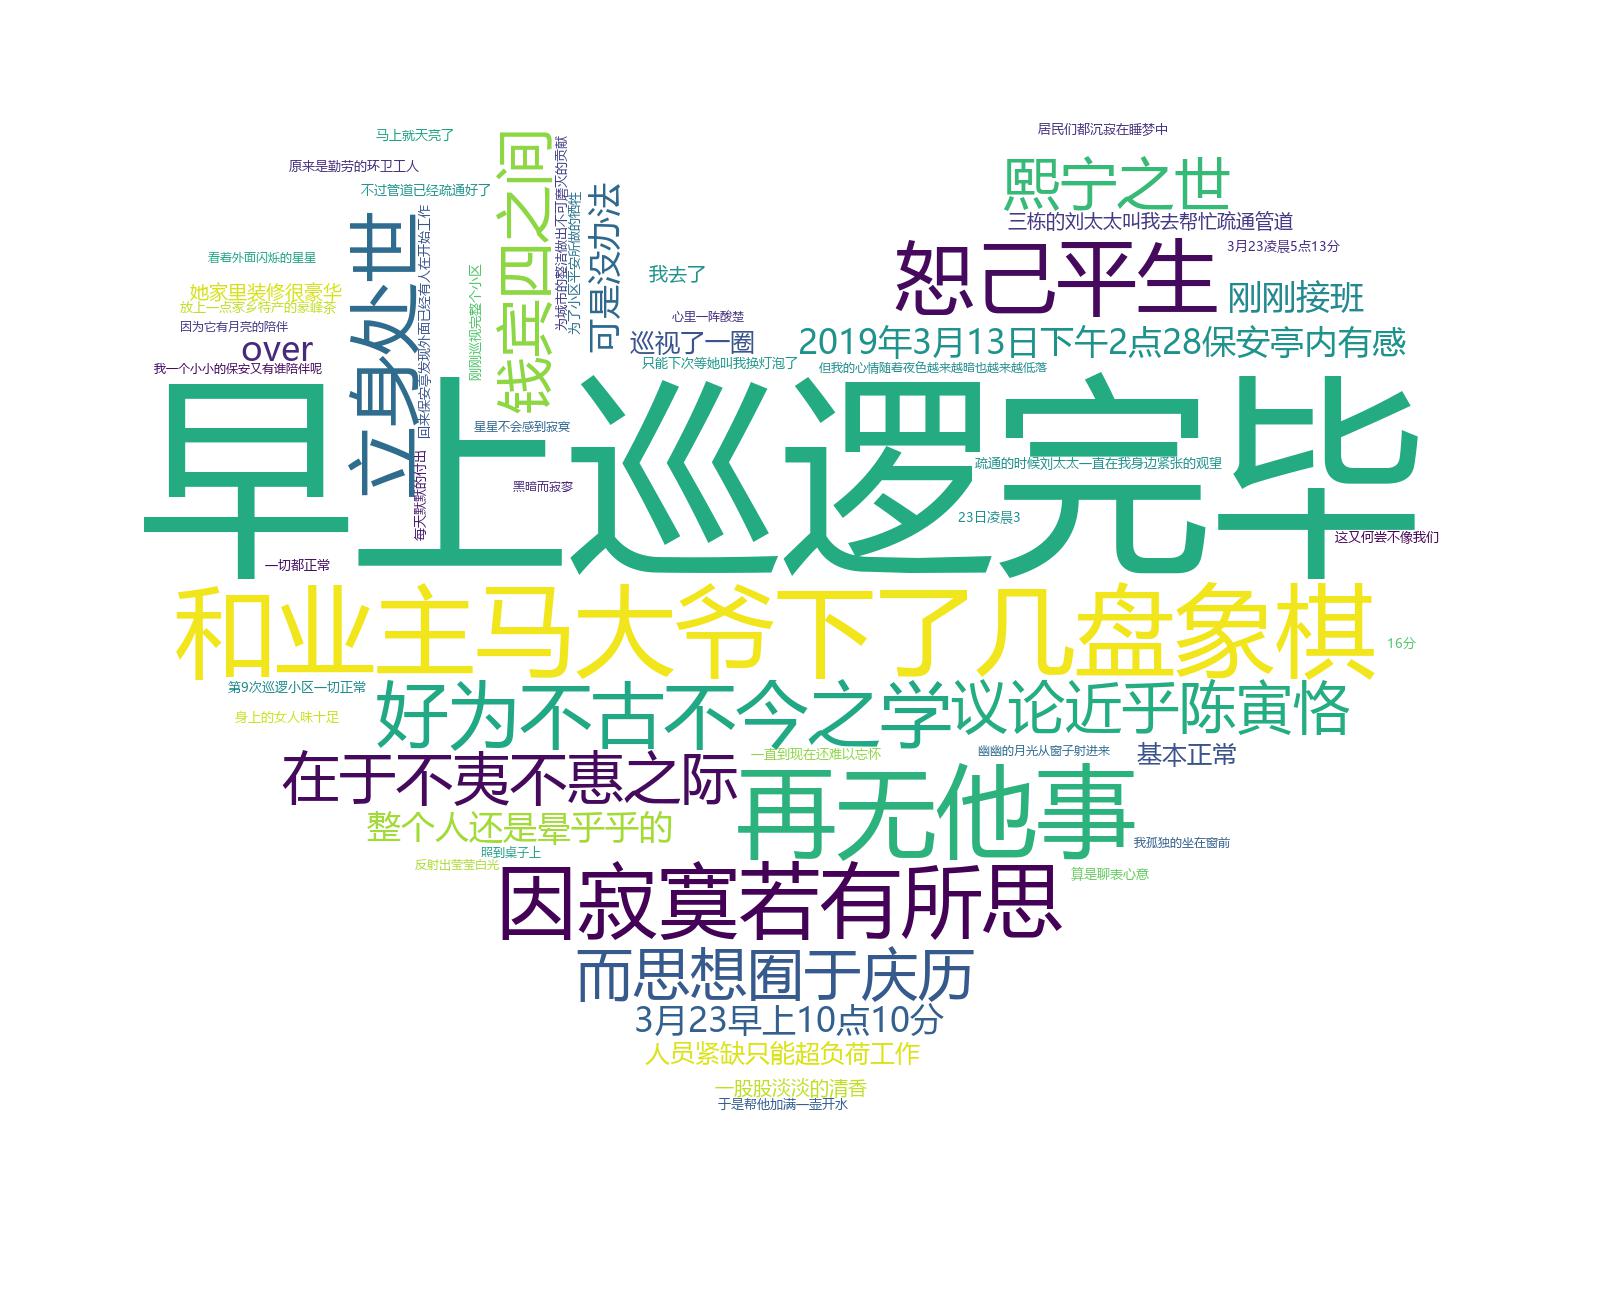 马上就天亮了
居民们都沉寂在睡梦中
原来是勤劳的环卫工人
不过管道已经疏通好了
钱宾四之间
为城市的整洁做出不可磨灭的贡献
为了小区平安所做的牺牲
可是没办法
熙宁之世
三栋的刘太太叫我去帮忙疏通管道
立身处世
回来保安亭发现外面已经有人在开始工作
恕己平生
3月23凌晨5点13分
看着外面闪烁的星星
刚刚巡视完整个小区
我去了
她家里装修很豪华
刚刚接班
放上一点家乡特产的豪峰茶
因为它有月亮的陪伴
心里一阵酸楚
over
巡视了一圈
2019年3月13日下午2点28保安亭内有感
我一个小小的保安又有谁陪伴呢
只能下次等她叫我换灯泡了
但我的心情随着夜色越来越暗也越来越低落
早上巡逻完毕
星星不会感到寂寞
疏通的时候刘太太一直在我身边紧张的观望
每天默默的付出
黑暗而寂寥
23日凌晨3
这又何尝不像我们
一切都正常
和业主马大爷下了几盘象棋
16分
第9次巡逻小区一切正常
好为不古不今之学
议论近乎陈寅恪
身上的女人味十足
在于不夷不惠之际
一直到现在还难以忘怀
幽幽的月光从窗子射进来
基本正常
再无他事
整个人还是晕乎乎的
我孤独的坐在窗前
照到桌子上
反射出莹莹白光
因寂寞若有所思
算是聊表心意
而思想囿于庆历
3月23早上10点10分
人员紧缺只能超负荷工作
一股股淡淡的清香
于是帮他加满一壶开水